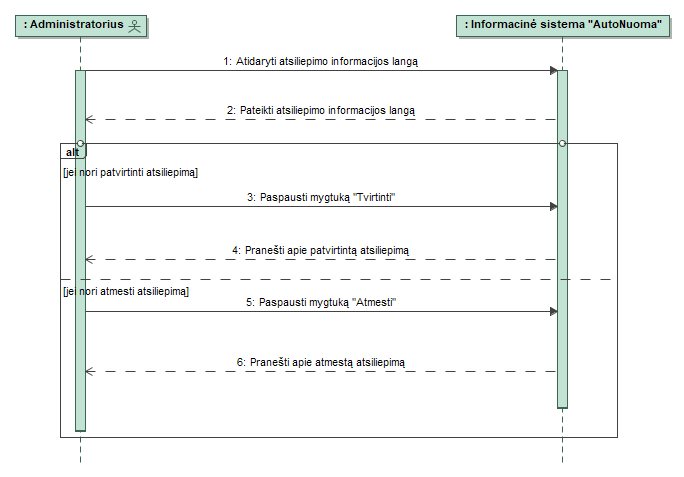 : Administratorius
: Informacinė sistema "AutoNuoma"
1: Atidaryti atsiliepimo informacijos langą
2: Pateikti atsiliepimo informacijos langą
alt
[jei nori patvirtinti atsiliepimą]
3: Paspausti mygtuką "Tvirtinti"
4: Pranešti apie patvirtintą atsiliepimą
[jei nori atmesti atsiliepimą]
5: Paspausti mygtuką "Atmesti"
6: Pranešti apie atmestą atsiliepimą